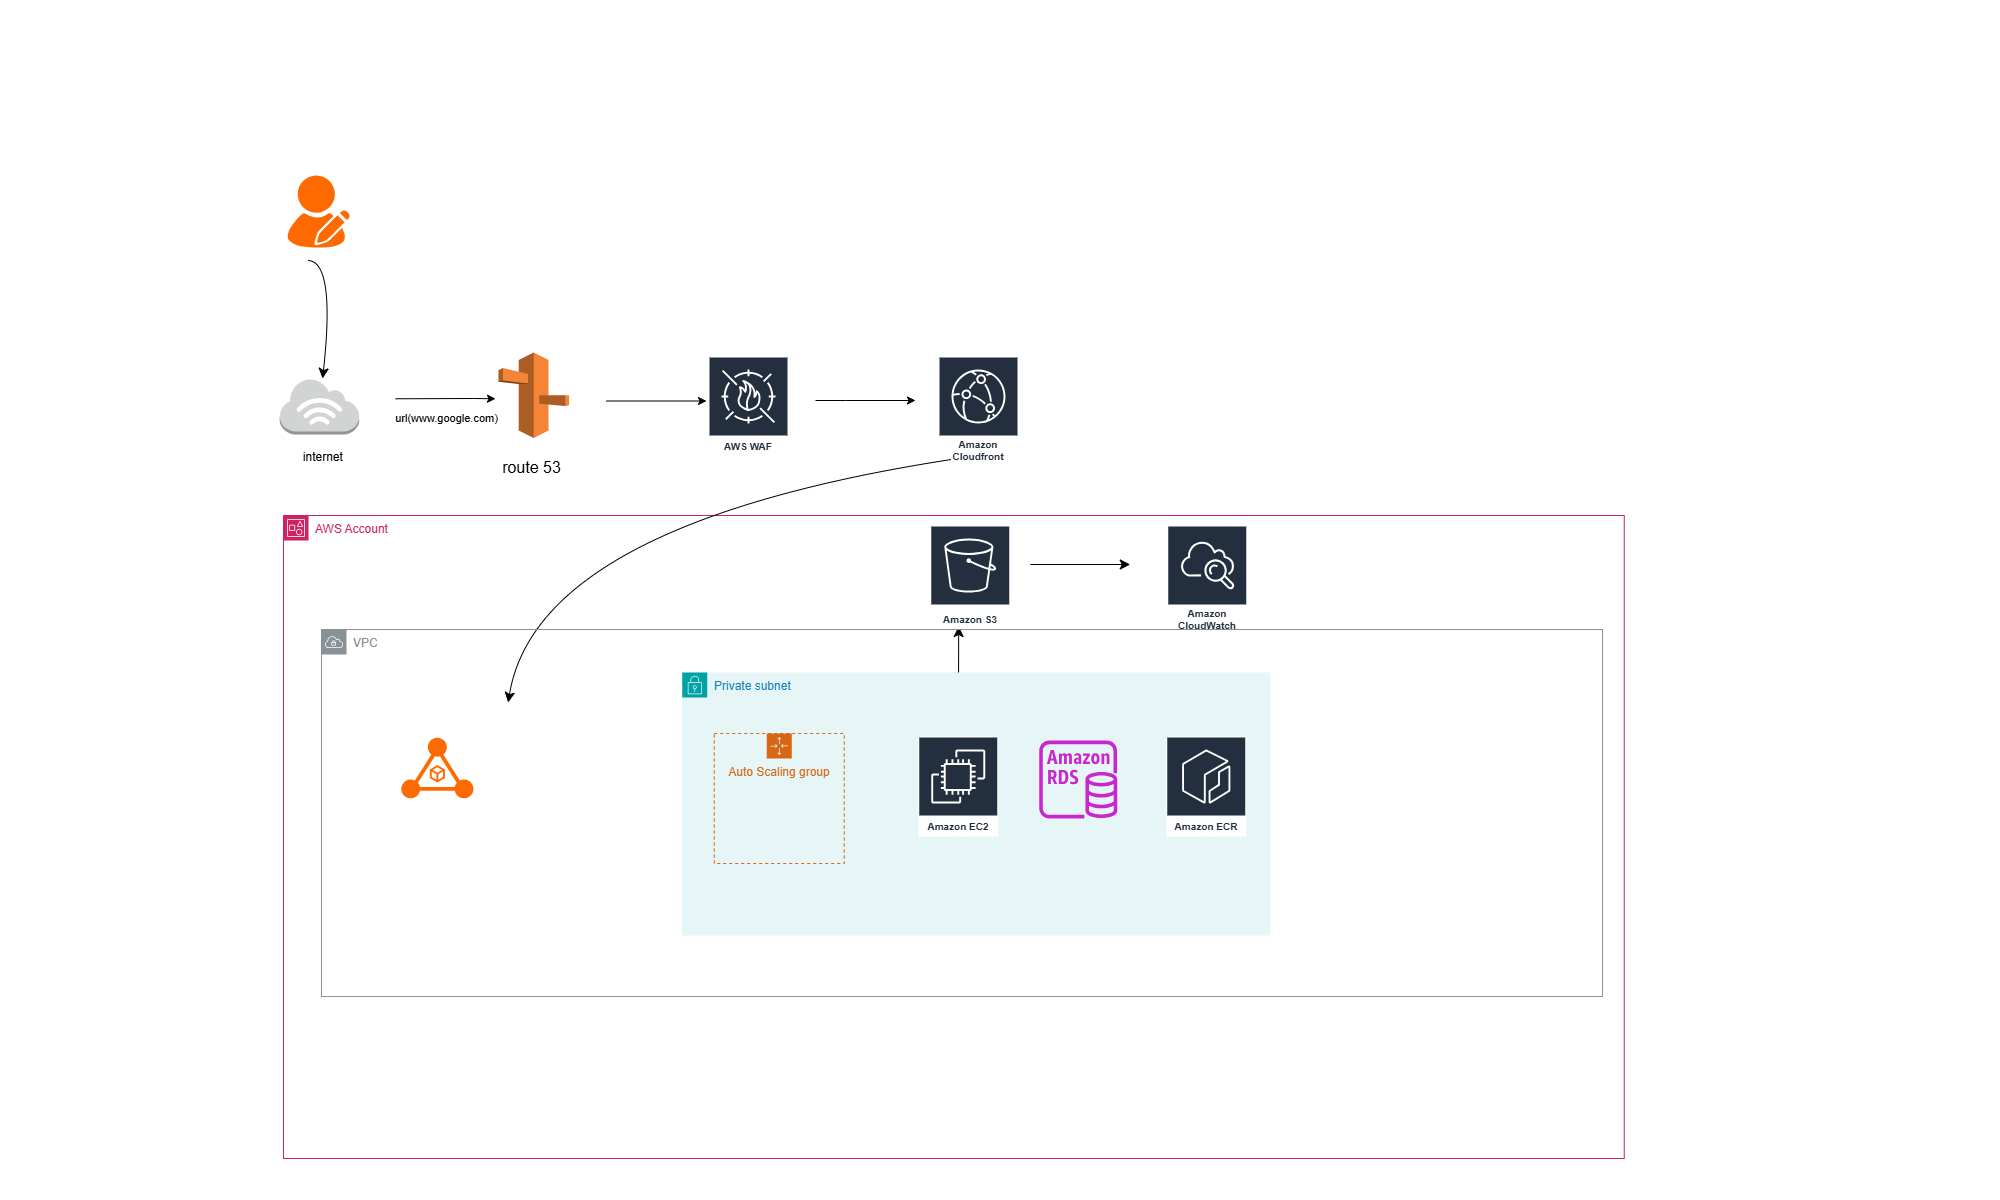 internet
url(www.google.com)
route 53
AWS WAF
Amazon
Cloudfront
AWS Account
Amazon S3
Amazon
CloudWatch
VPC
Private subnet
Auto Scaling group
Amazon EC2
Amazon
RDS
Amazon ECR